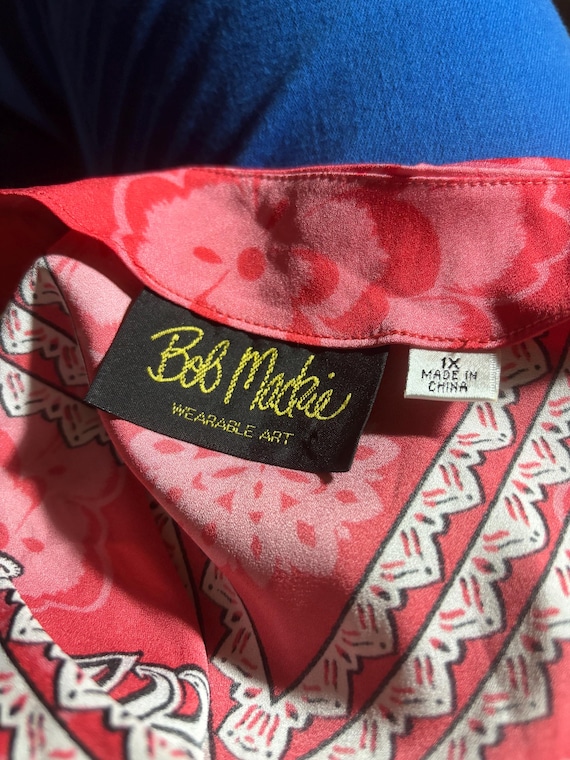 Bob Mackie
WEARABLE ART
1X
MADE IN
CHINA